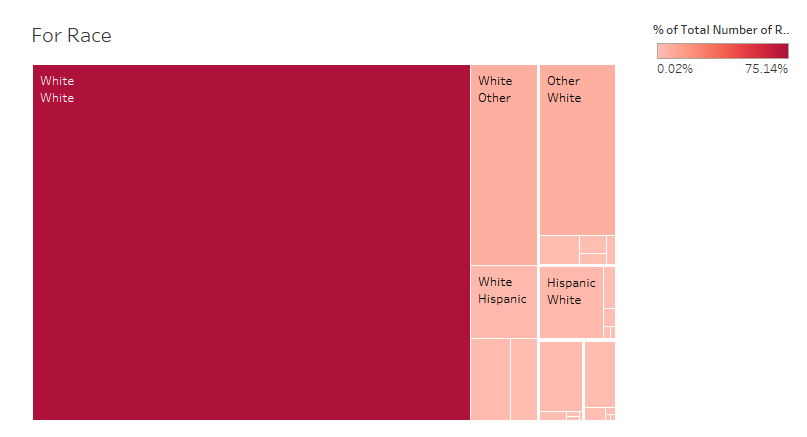 For Race
% of Total Number of R..
0.02%
75.14%
White
White
White
Other
Other
White
White
Hispanic
Hispanic
White